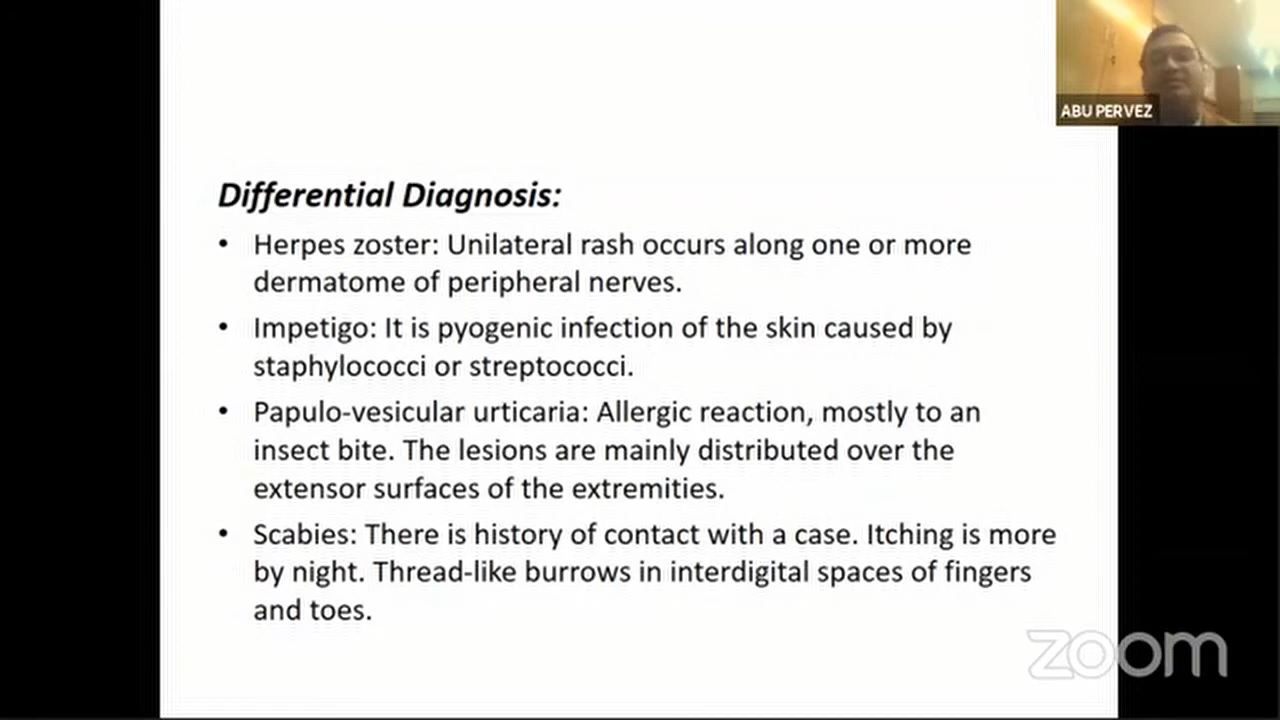 ABU PERVEZ
Differential Diagnosis:
• Herpes zoster: Unilateral rash occurs along one or more
dermatome of peripheral nerves.
• Impetigo: It is pyogenic infection of the skin caused by
staphylococci or streptococci.
• Papulo-vesicular urticaria: Allergic reaction, mostly to an
insect bite. The lesions are mainly distributed over the
extensor surfaces of the extremities.
• Scabies: There is history of contact with a case. Itching is more
by night. Thread-like burrows in interdigital spaces of fingers
and toes.
zoom